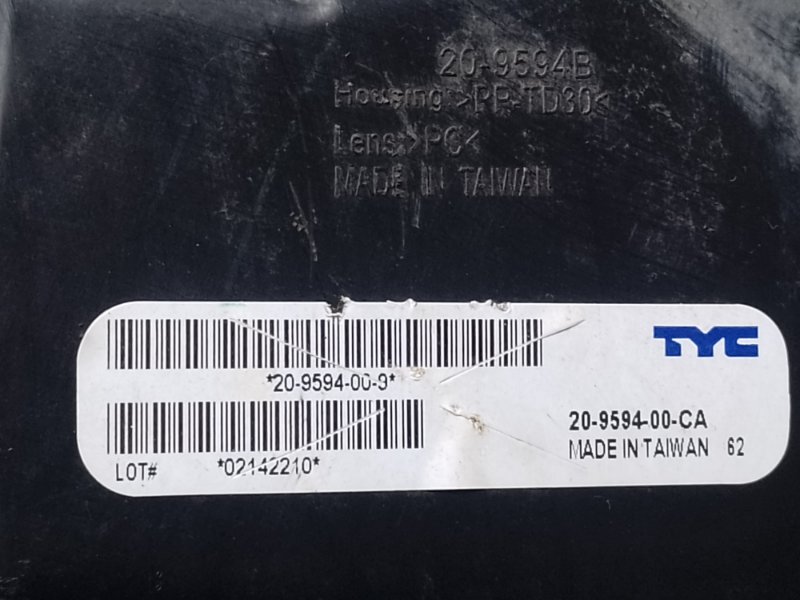 20-9594B
Housing:>PP-TD30<
Lens:>PC<
MADE IN TAIWAN
TYC
*20-9594-00-9*
20-9594-00-CA
MADE IN TAIWAN 62
LOT# *02142210*